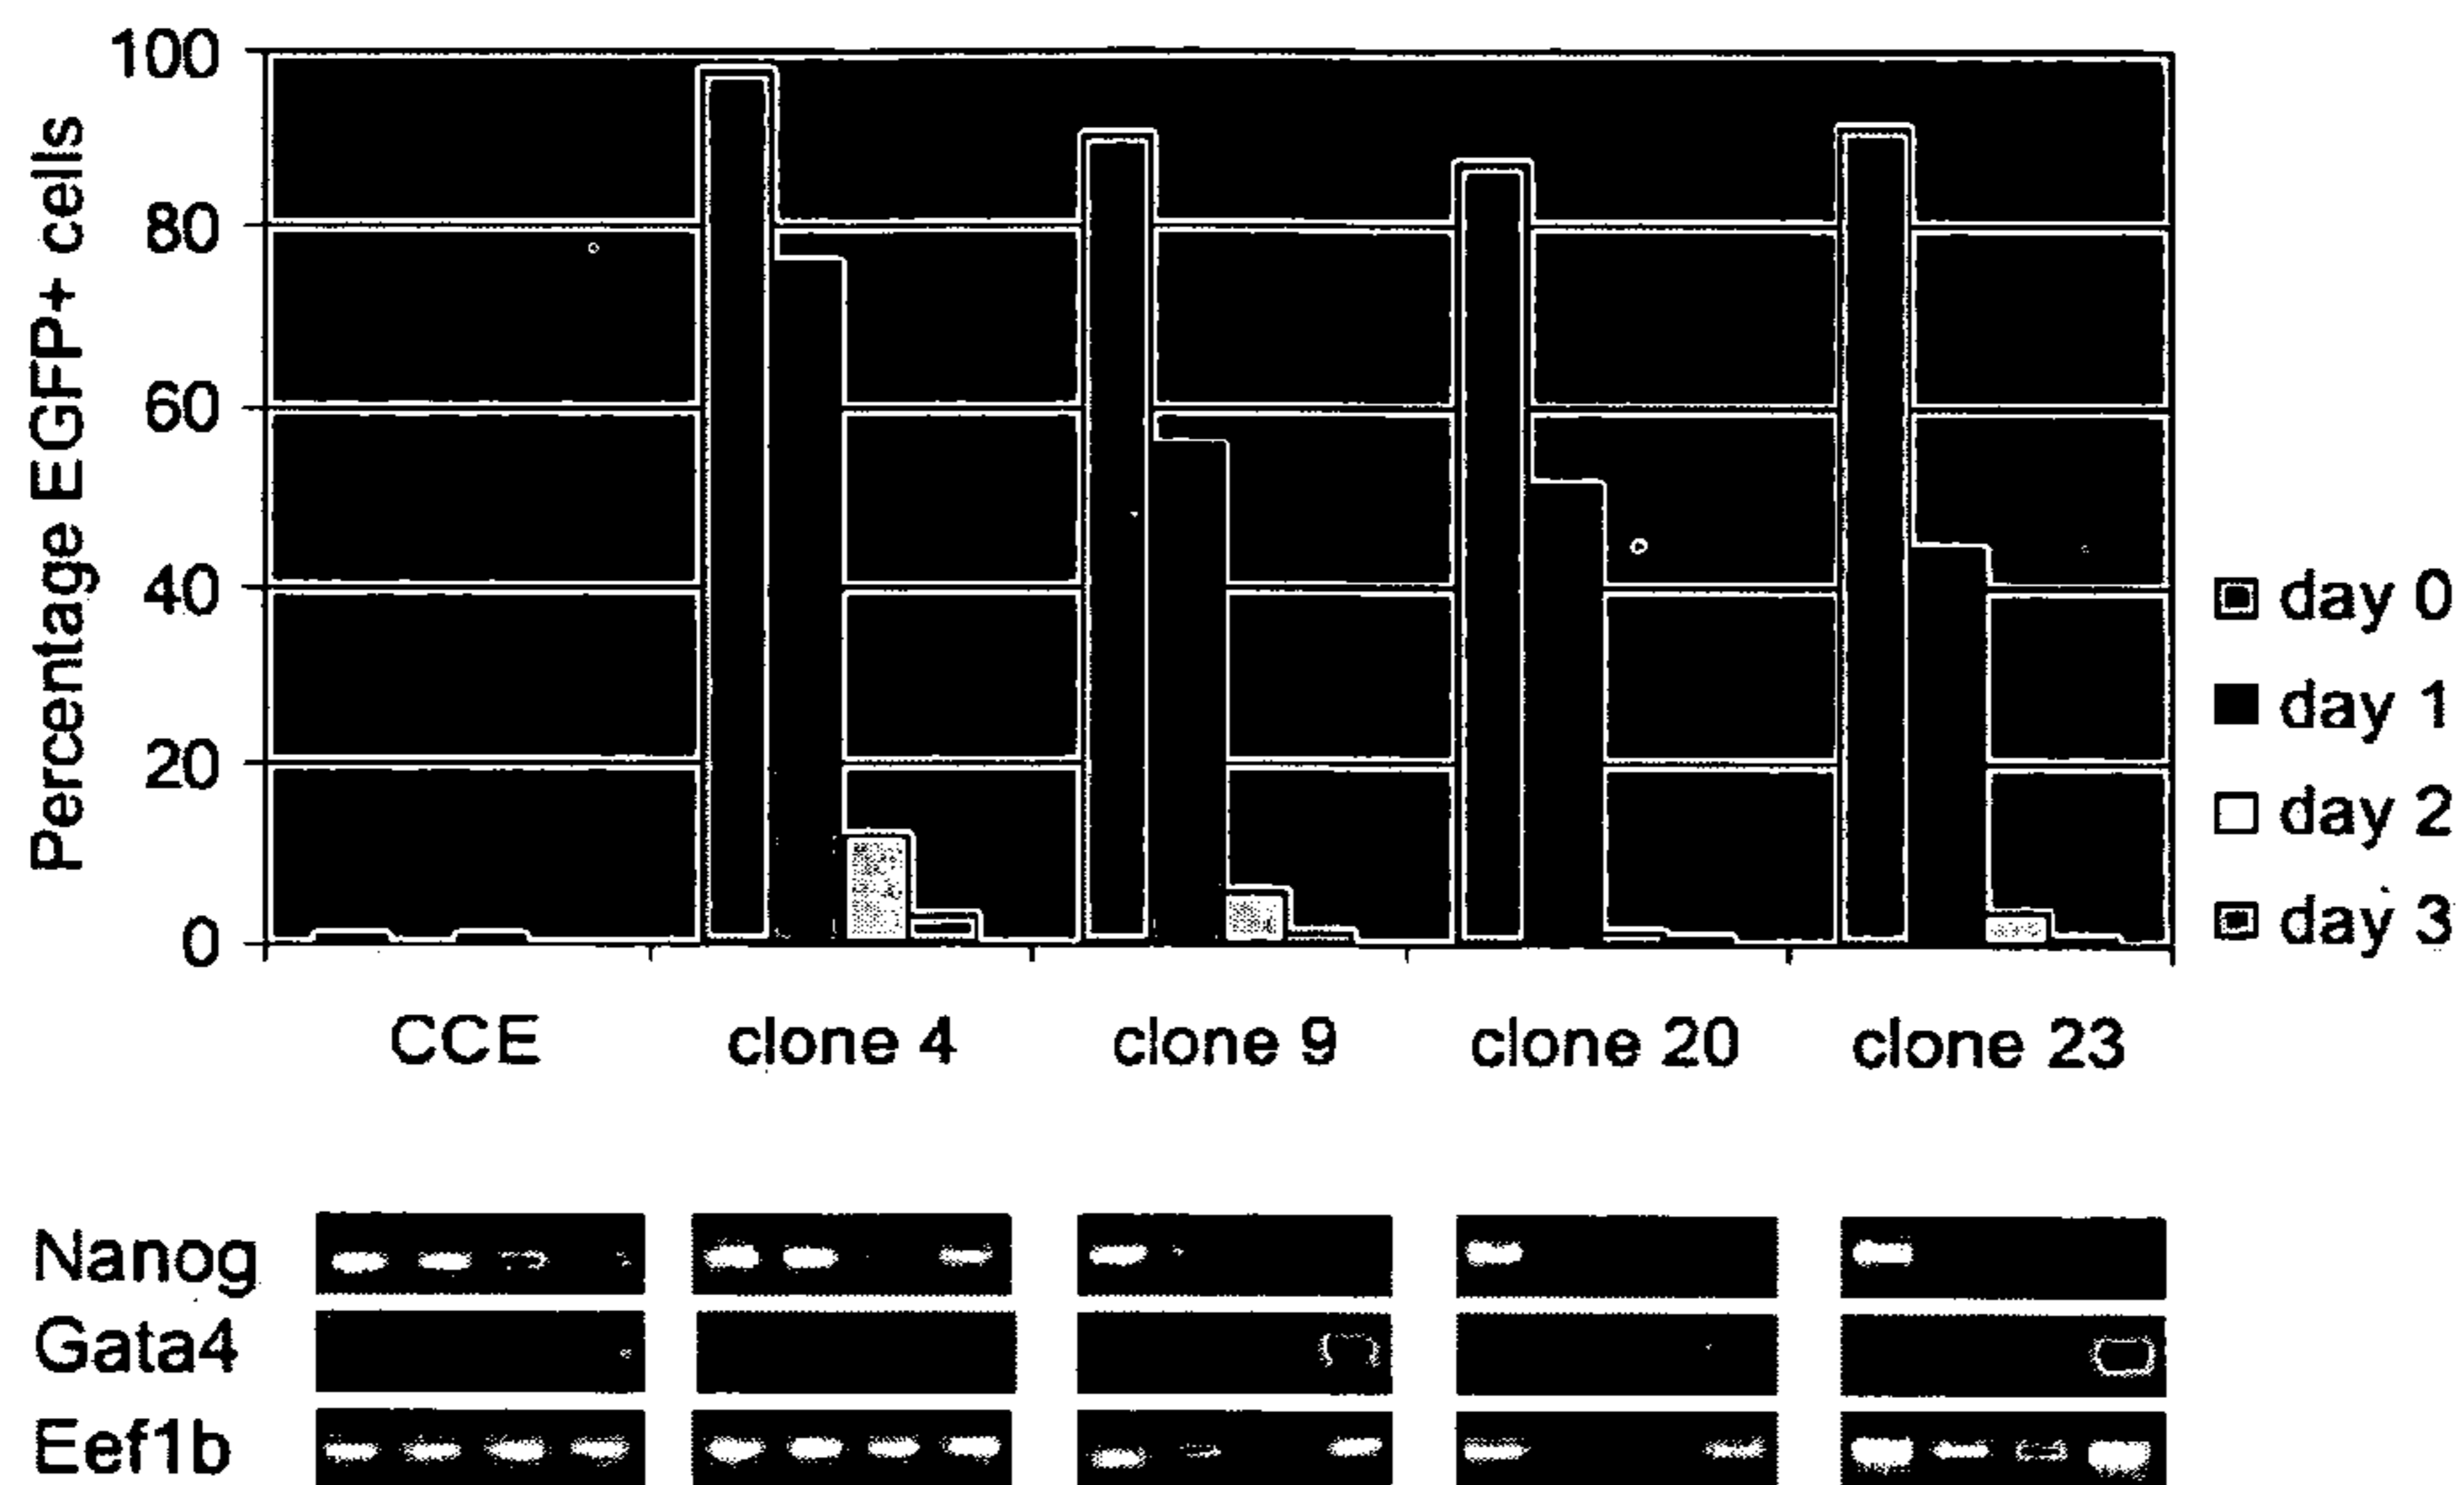 Percentage EGFP+ cells
100
80
60
40
20
0
day 0
day 1
day 2
day 3
CCE clone 4 clone 9 clone 20 clone 23
Nanog
Gata4
Eef1b